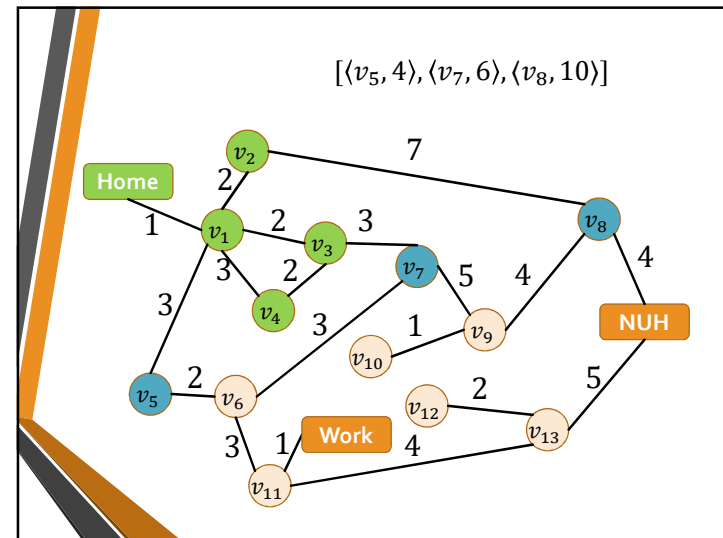 [⟨v₅, 4⟩, ⟨v₇, 6⟩, ⟨v₈, 10⟩]
v₂
7
Home
2
v₈
1
v₁
2
v₃
3
4
3
2
v₇
5
4
3
v₄
3
v₉
NUH
1
v₁₀
5
v₅
2
v₆
v₁₂
2
v₁₃
3
1
Work
4
v₁₁